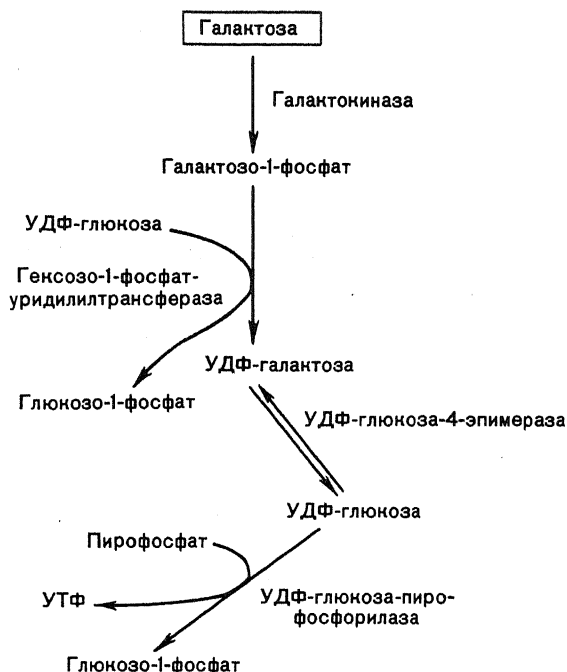 Галактоза
Галактокиназа
Галактозо-1-фосфат
УДФ-глюкоза
Гексозо-1-фосфат-
уридилилтрансфераза
УДФ-галактоза
Глюкозо-1-фосфат
УДФ-глюкоза-4-эпимераза
УДФ-глюкоза
Пирофосфат
УТФ
УДФ-глюкоза-пиро-
фосфорилаза
Глюкозо-1-фосфат